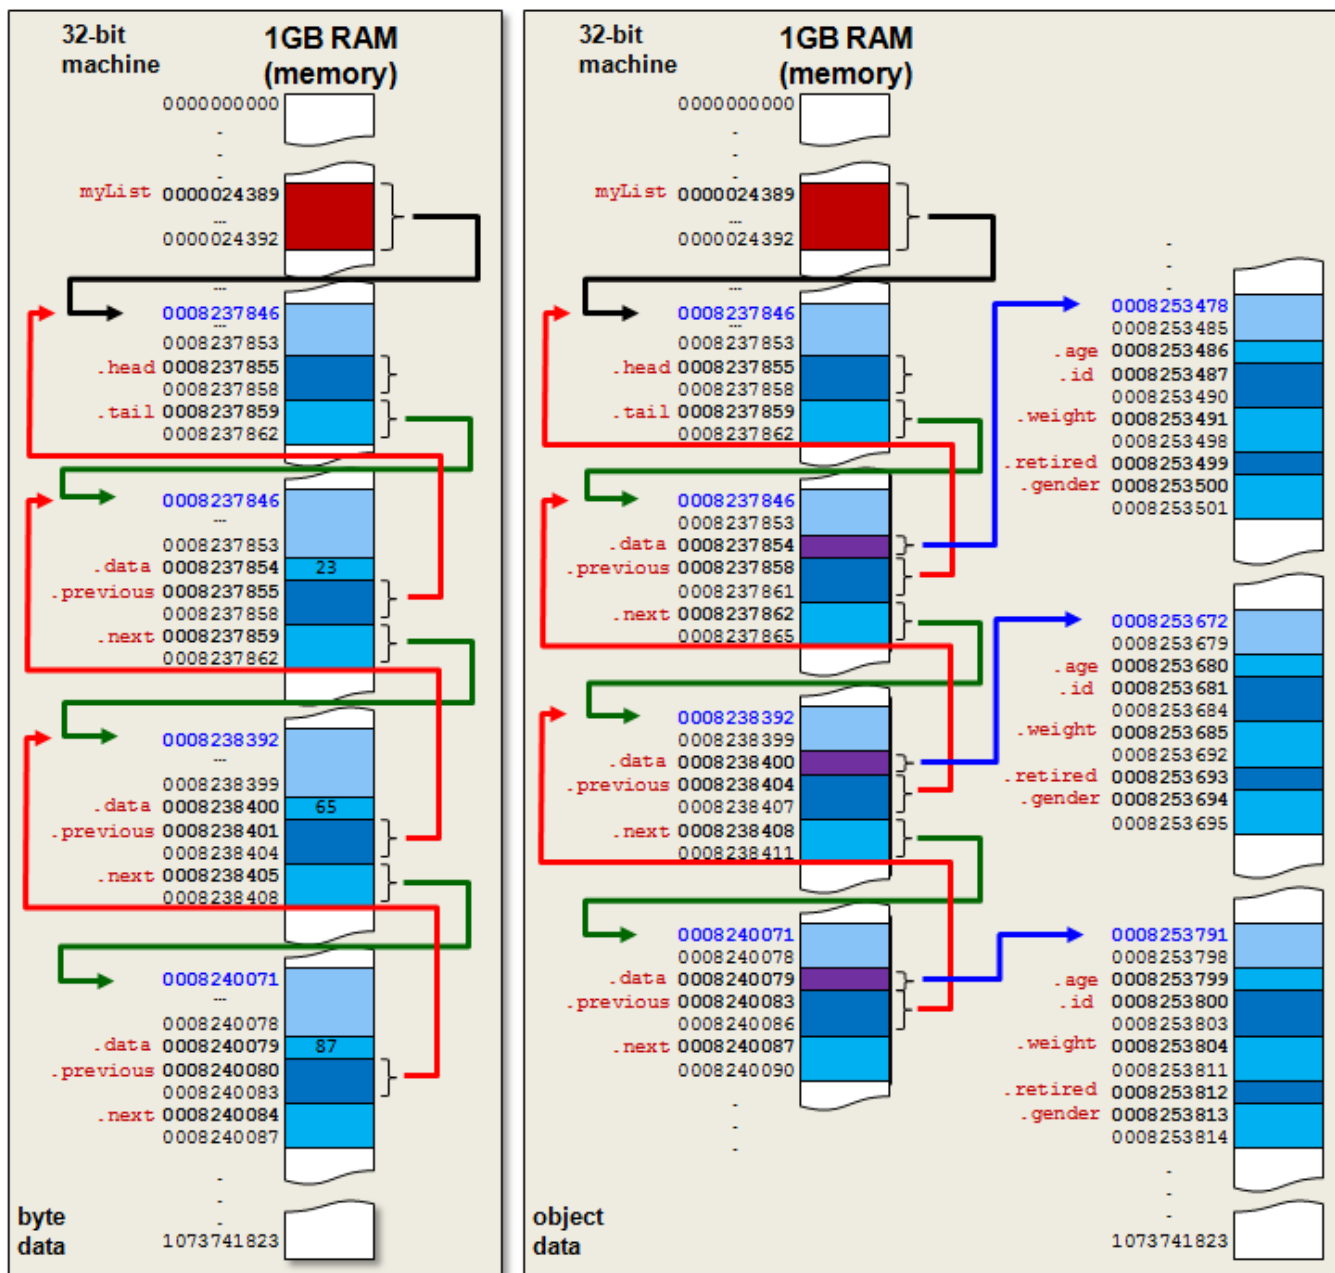 32-bit
machine
1GB RAM
(memory)
0000000000
-
-
-
myList 0000024389
...
0000024392
...
0008237846
...
0008237853
.head 0008237855
0008237858
.tail 0008237859
0008237862
0008237846
...
0008237853
.data 0008237854 23
.previous 0008237855
0008237858
.next 0008237859
0008237862
0008238392
...
0008238399
.data 0008238400 65
.previous 0008238401
0008238404
.next 0008238405
0008238408
0008240071
...
0008240078
.data 0008240079 87
.previous 0008240080
0008240083
.next 0008240084
0008240087
-
-
-
1073741823
byte
data
32-bit
machine
1GB RAM
(memory)
0000000000
-
-
-
myList 0000024389
...
0000024392
...
0008237846
...
0008237853
.head 0008237855
0008237858
.tail 0008237859
0008237862
0008237846
0008237853
.data 0008237854
.previous 0008237858
0008237861
.next 0008237862
0008237865
0008238392
0008238399
.data 0008238400
.previous 0008238404
0008238407
.next 0008238408
0008238411
0008240071
0008240078
.data 0008240079
.previous 0008240083
0008240086
.next 0008240087
0008240090
-
-
-
object
data
-
-
-
0008253478
0008253485
.age 0008253486
.id 0008253487
0008253490
.weight 0008253491
0008253498
.retired 0008253499
.gender 0008253500
0008253501
0008253672
0008253679
.age 0008253680
.id 0008253681
0008253684
.weight 0008253685
0008253692
.retired 0008253693
.gender 0008253694
0008253695
0008253791
0008253798
.age 0008253799
.id 0008253800
0008253803
.weight 0008253804
0008253811
.retired 0008253812
.gender 0008253813
0008253814
-
-
-
1073741823